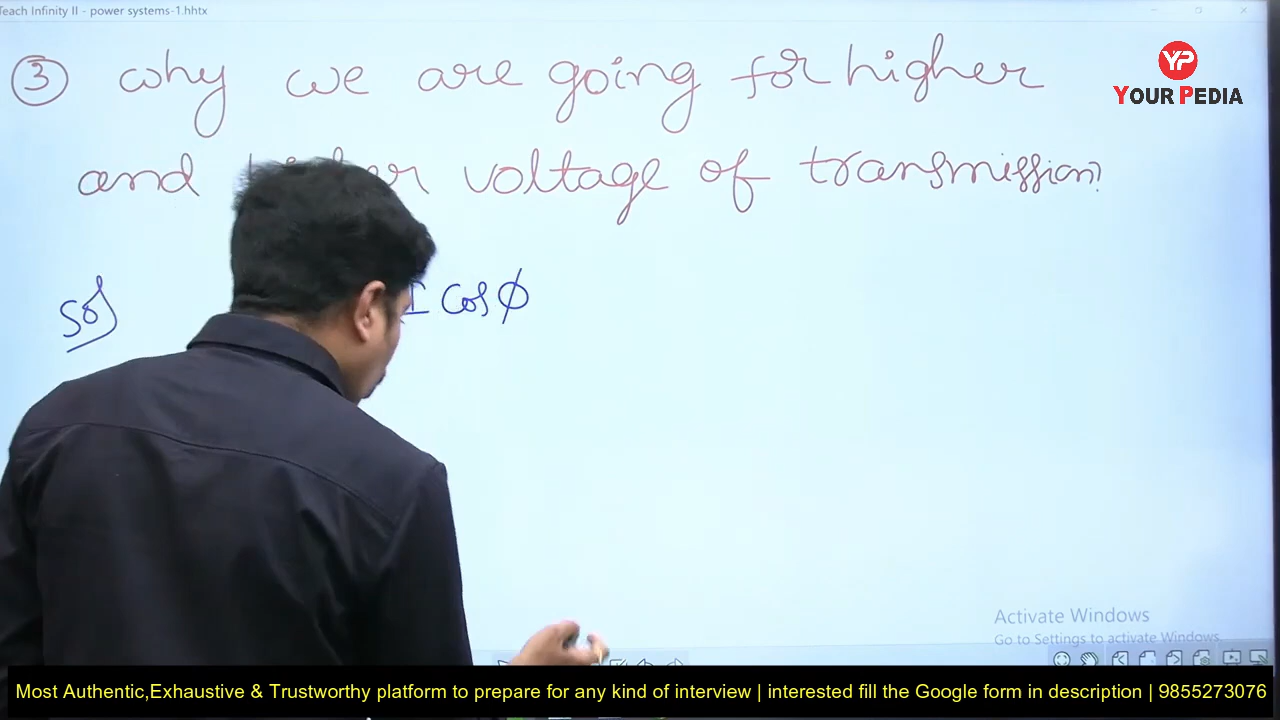 Teach Infinity II - power systems-1.hhtx
③ why we are going for higher
YP
YOUR PEDIA
and higher voltage of transmission?
Sol I Cos φ
Activate Windows
Go to Settings to activate Windows.
Most Authentic,Exhaustive & Trustworthy platform to prepare for any kind of interview | interested fill the Google form in description | 9855273076